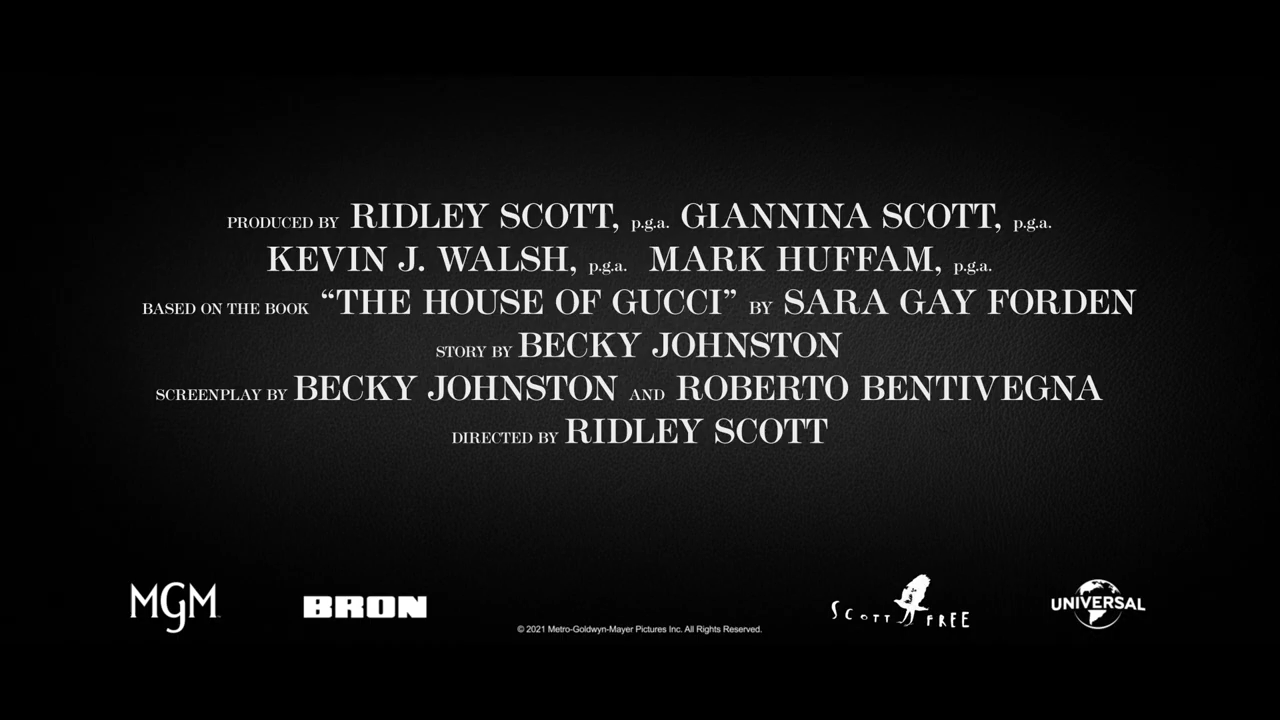 PRODUCED BY RIDLEY SCOTT, p.g.a. GIANNINA SCOTT, p.g.a.
KEVIN J. WALSH, p.g.a. MARK HUFFAM, p.g.a.
BASED ON THE BOOK “THE HOUSE OF GUCCI” BY SARA GAY FORDEN
STORY BY BECKY JOHNSTON
SCREENPLAY BY BECKY JOHNSTON AND ROBERTO BENTIVEGNA
DIRECTED BY RIDLEY SCOTT
MGM BRON SCOTT FREE UNIVERSAL
© 2021 Metro-Goldwyn-Mayer Pictures Inc. All Rights Reserved.